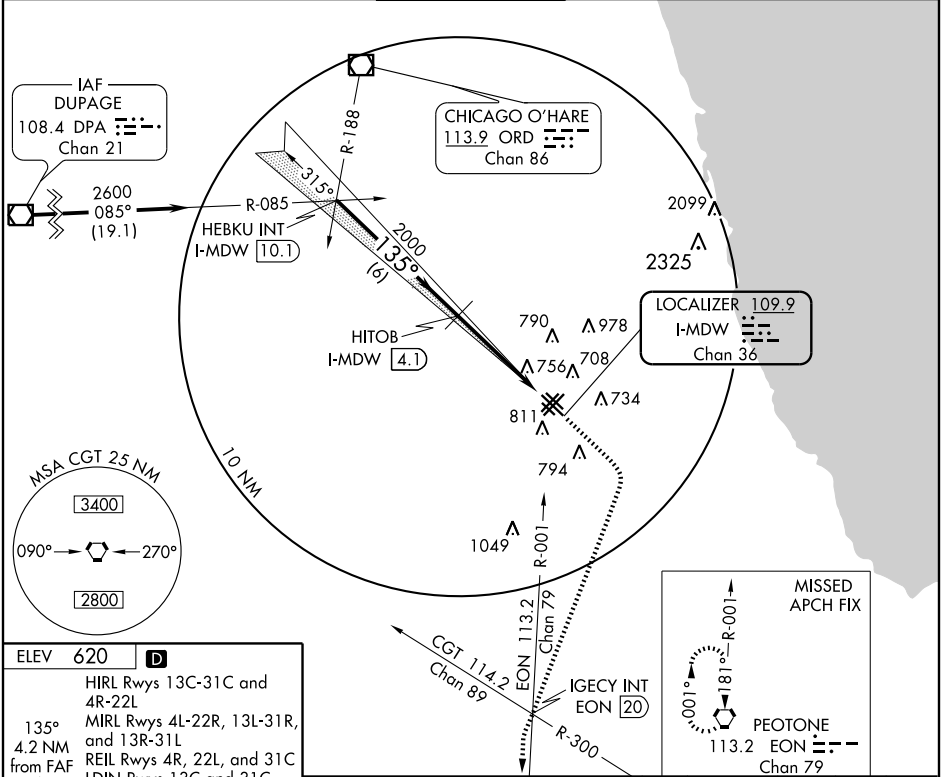 IAF
DUPAGE
108.4 DPA
Chan 21
CHICAGO O'HARE
113.9 ORD
Chan 86
R-188
315°
2600
085°
(19.1)
R-085
HEBKU INT
I-MDW 10.1
2000
135°
(6)
2099
2325
LOCALIZER 109.9
I-MDW
Chan 36
HITOB
I-MDW 4.1
790
978
756
708
734
811
794
10 NM
MSA CGT 25 NM
3400
090°
270°
2800
1049
R-001
EON 113.2
Chan 79
CGT 114.2
Chan 89
R-300
IGECY INT
EON 20
MISSED
APCH FIX
R-001
181°
001°
PEOTONE
113.2 EON
Chan 79
ELEV 620 D
HIRL Rwys 13C-31C and
4R-22L
MIRL Rwys 4L-22R, 13L-31R,
and 13R-31L
REIL Rwys 4R, 22L, and 31C
LDIN Rwys 13C and 31C
135°
4.2 NM
from FAF